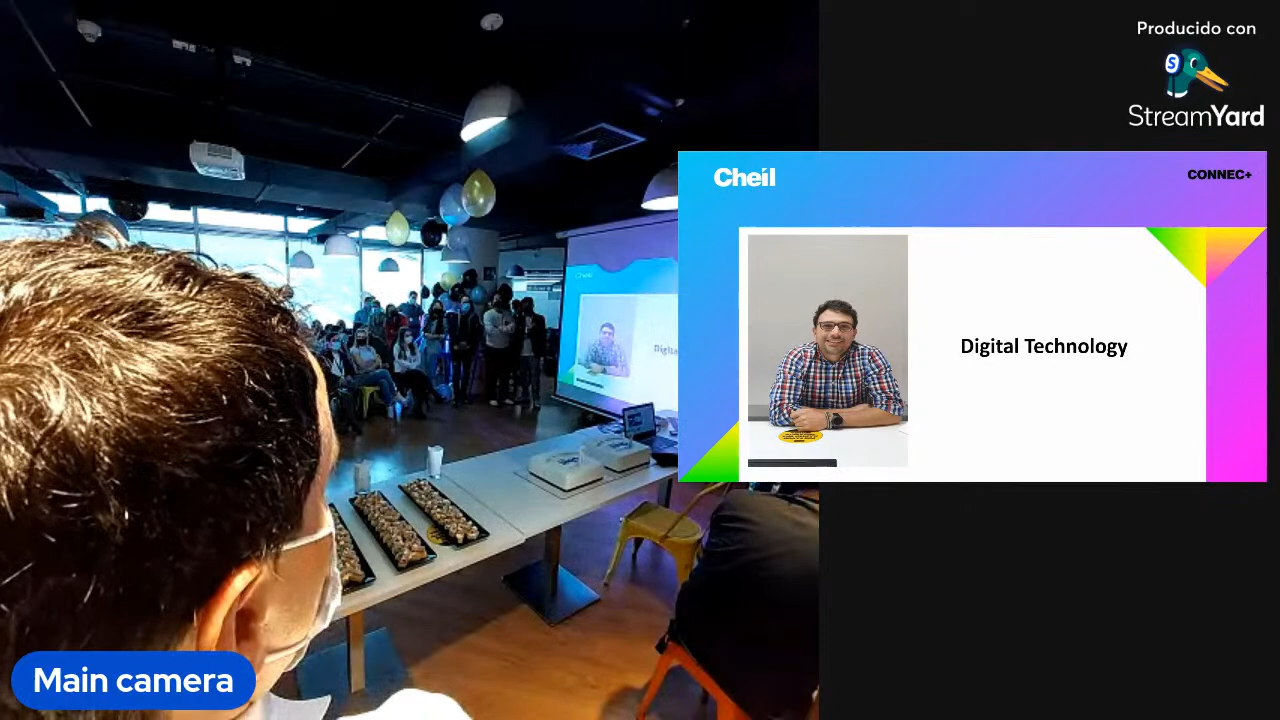 Producido con
StreamYard
Cheil
CONNEC+
Digital Technology
Main camera